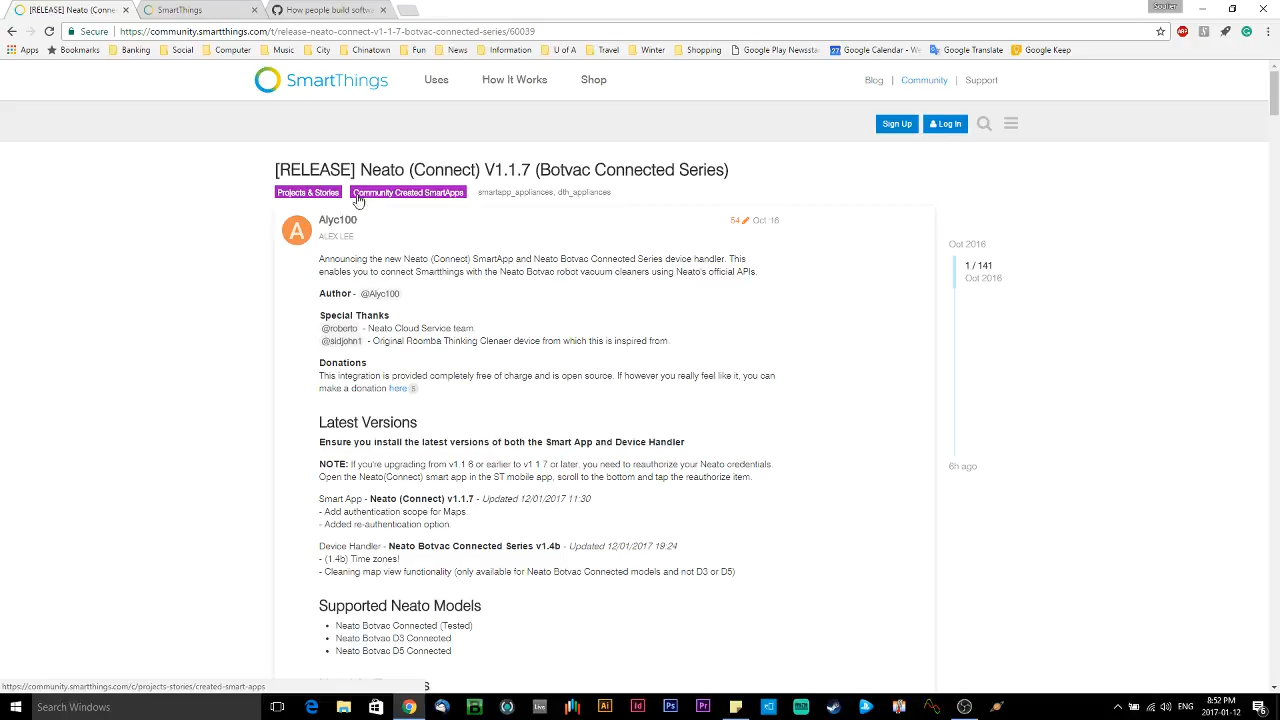 [RELEASE] Neato (Conne
SmartThings
How people build softwar
Secure
https://community.smartthings.com/t/release-neato-connect-v1-1-7-botvac-connected-series/60039
Apps Bookmarks Banking Social Computer Music City Chinatown Fun News Information U of A Travel Winter Shopping Google Play Newssta Google Calendar - We Google Translate Google Keep
SmartThings Uses How It Works Shop Blog | Community | Support
Sign Up Log In
[RELEASE] Neato (Connect) V1.1.7 (Botvac Connected Series)
Projects & Stories Community Created SmartApps smartapp_appliances, dth_appliances
A
Alyc100 54 Oct '16
ALEX LEE
Announcing the new Neato (Connect) SmartApp and Neato Botvac Connected Series device handler. This
enables you to connect Smartthings with the Neato Botvac robot vacuum cleaners using Neato's official APIs.
Author - @Alyc100
Special Thanks
@roberto - Neato Cloud Service team
@sidjohn1 - Original Roomba Thinking Clenaer device from which this is inspired from.
Donations
This integration is provided completely free of charge and is open source. If however you really feel like it, you can
make a donation here
Latest Versions
Ensure you install the latest versions of both the Smart App and Device Handler
NOTE: If you're upgrading from v1.1.6 or earlier to v1.1.7 or later, you need to reauthorize your Neato credentials.
Open the Neato(Connect) smart app in the ST mobile app, scroll to the bottom and tap the reauthorize item.
Smart App - Neato (Connect) v1.1.7 - Updated 12/01/2017 11:30
- Add authentication scope for Maps.
- Added re-authentication option.
Device Handler - Neato Botvac Connected Series v1.4b - Updated 12/01/2017 19:24
- (1.4b) Time zones!
- Cleaning map view functionality (only available for Neato Botvac Connected models and not D3 or D5)
Supported Neato Models
• Neato Botvac Connected (Tested)
• Neato Botvac D3 Connected
• Neato Botvac D5 Connected
Oct 2016
1 / 141
Oct 2016
6h ago
https://community.smartthings.com/c/projects-stories/created-smart-apps
Search Windows
ENG
8:52 PM
2017-01-12